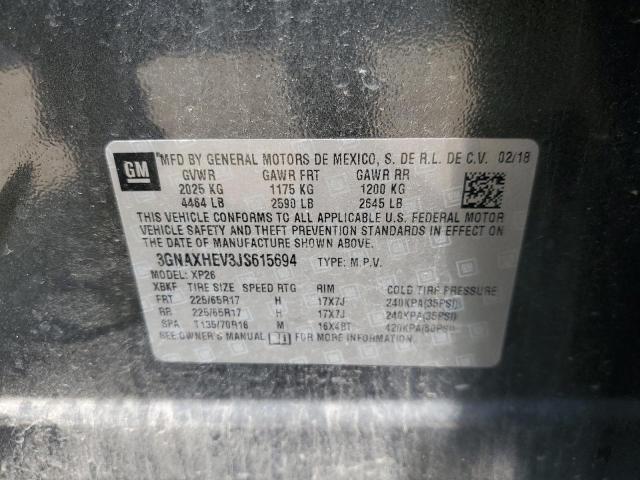 GM MFD BY GENERAL MOTORS DE MEXICO, S. DE R.L. DE C.V. 02/18
GVWR GAWR FRT GAWR RR
2025 KG 1175 KG 1200 KG
4464 LB 2590 LB 2645 LB
THIS VEHICLE CONFORMS TO ALL APPLICABLE U.S. FEDERAL MOTOR
VEHICLE SAFETY AND THEFT PREVENTION STANDARDS IN EFFECT
ON THE DATE OF MANUFACTURE SHOWN ABOVE.
3GNAXHEV3JS615694 TYPE: M.P.V.
MODEL: XP26
XBKF TIRE SIZE SPEED RTG RIM COLD TIRE PRESSURE
FRT 225/65R17 H 17X7J 240KPA(35PSI)
RR 225/65R17 H 17X7J 240KPA(35PSI)
SPA T135/70R16 M 16X4BT 420KPA(60PSI)
SEE OWNER'S MANUAL FOR MORE INFORMATION.